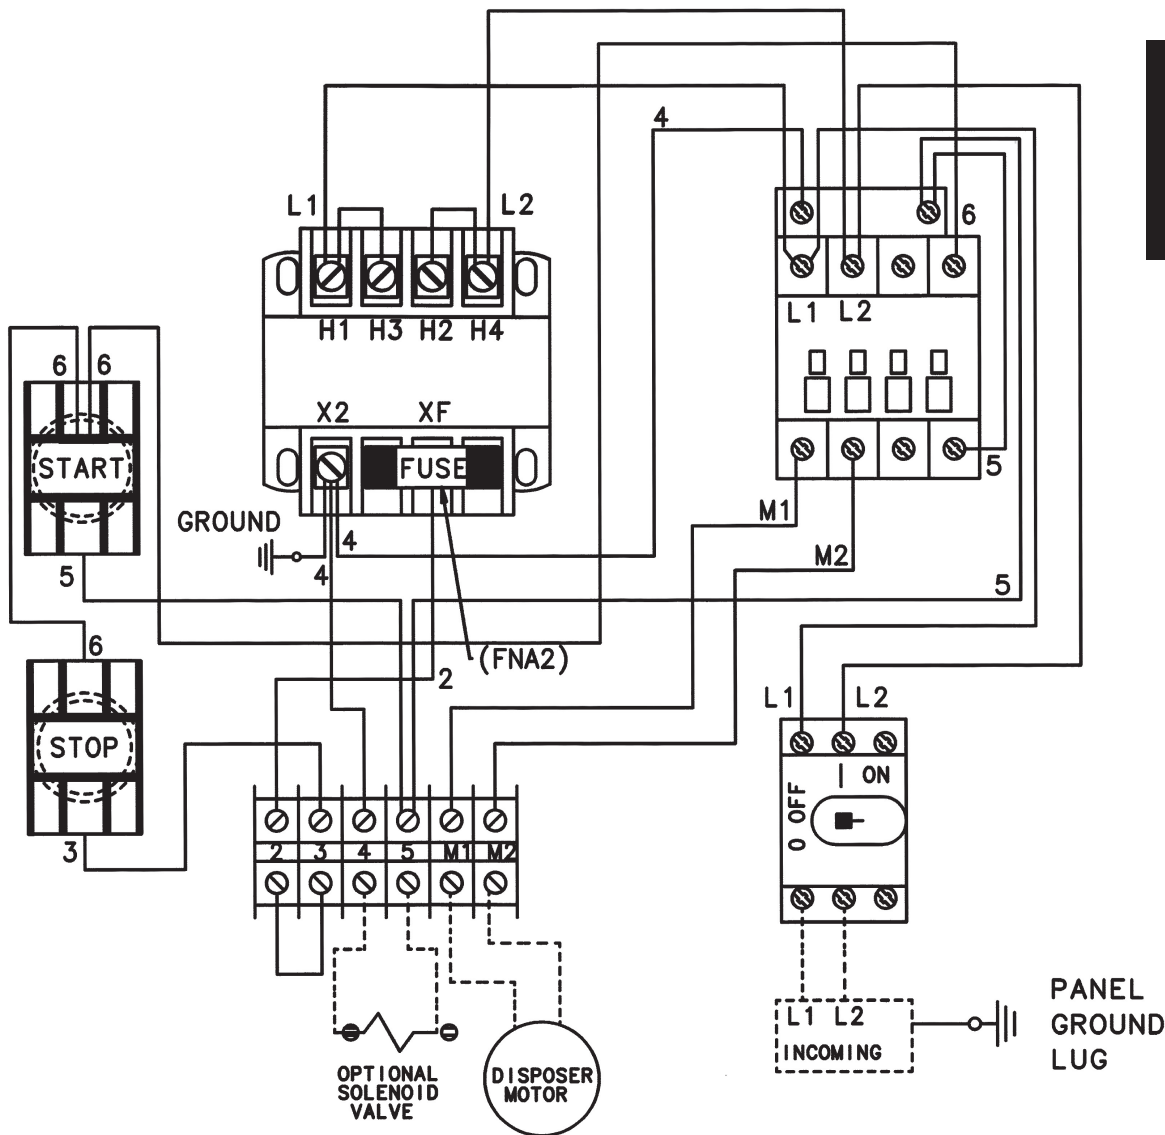 4
L1
L2
6
H1 H3 H2 H4
L1 L2
6 6
X2 XF
START
FUSE
5
GROUND
M1
4
4
M2
5
5
6
(FNA2)
2
L1 L2
STOP
ON
O OFF
3
2 3 4 5 M1 M2
L1 L2
INCOMING
PANEL
GROUND
LUG
OPTIONAL
SOLENOID
VALVE
DISPOSER
MOTOR